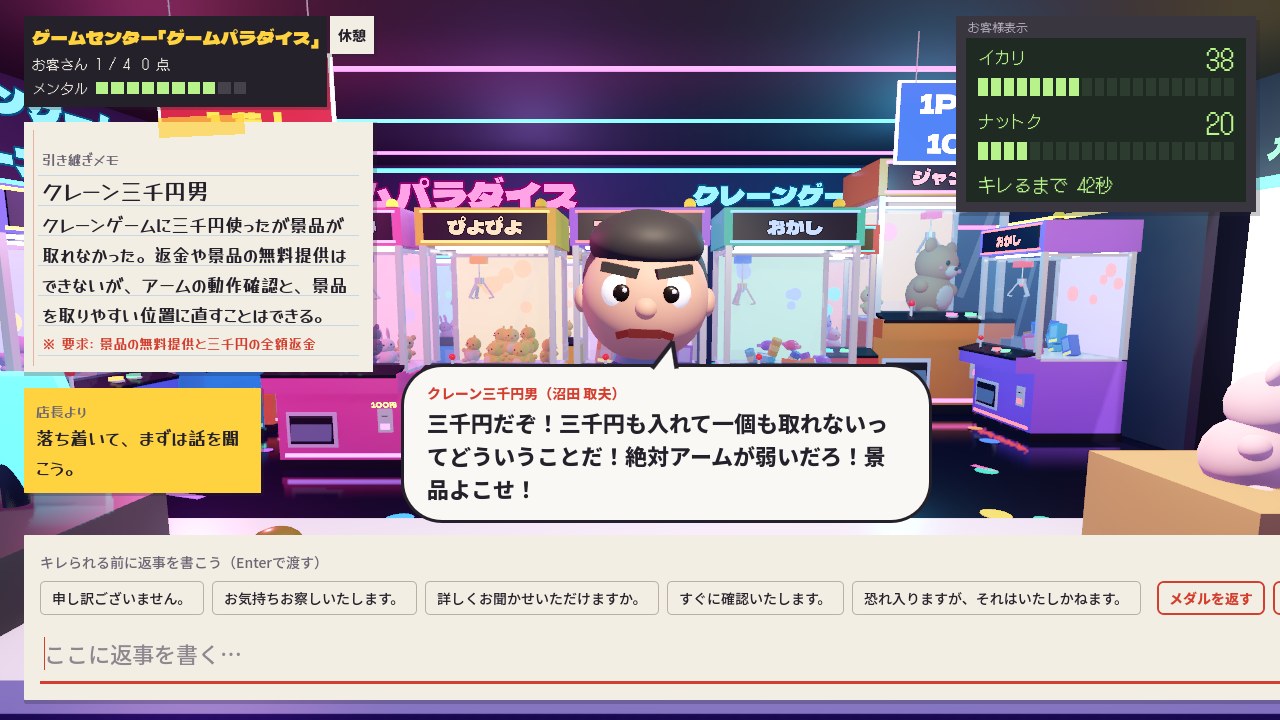 ゲームセンター「ゲームパラダイス」
休憩
お客さん 1/40点
メンタル
引き継ぎメモ
クレーン三千円男
クレーンゲームに三千円使ったが景品が
取れなかった。返金や景品の無料提供は
できないが、アームの動作確認と、景品
を取りやすい位置に直すことはできる。
※ 要求: 景品の無料提供と三千円の全額返金
店長より
落ち着いて、まずは話を聞
こう。
お客様表示
イカリ 38
ナットク 20
キレるまで 42秒
パラダイス
クレーンゲー
ぴよぴよ
おかし
おかし
1P
10
ジャン
100円
クレーン三千円男（沼田 取夫）
三千円だぞ！三千円も入れて一個も取れないっ
てどういうことだ！絶対アームが弱いだろ！景
品よこせ！
キレられる前に返事を書こう（Enterで渡す）
申し訳ございません。
お気持ちお察しいたします。
詳しくお聞かせいただけますか。
すぐに確認いたします。
恐れ入りますが、それはいたしかねます。
メダルを返す
ここに返事を書く…